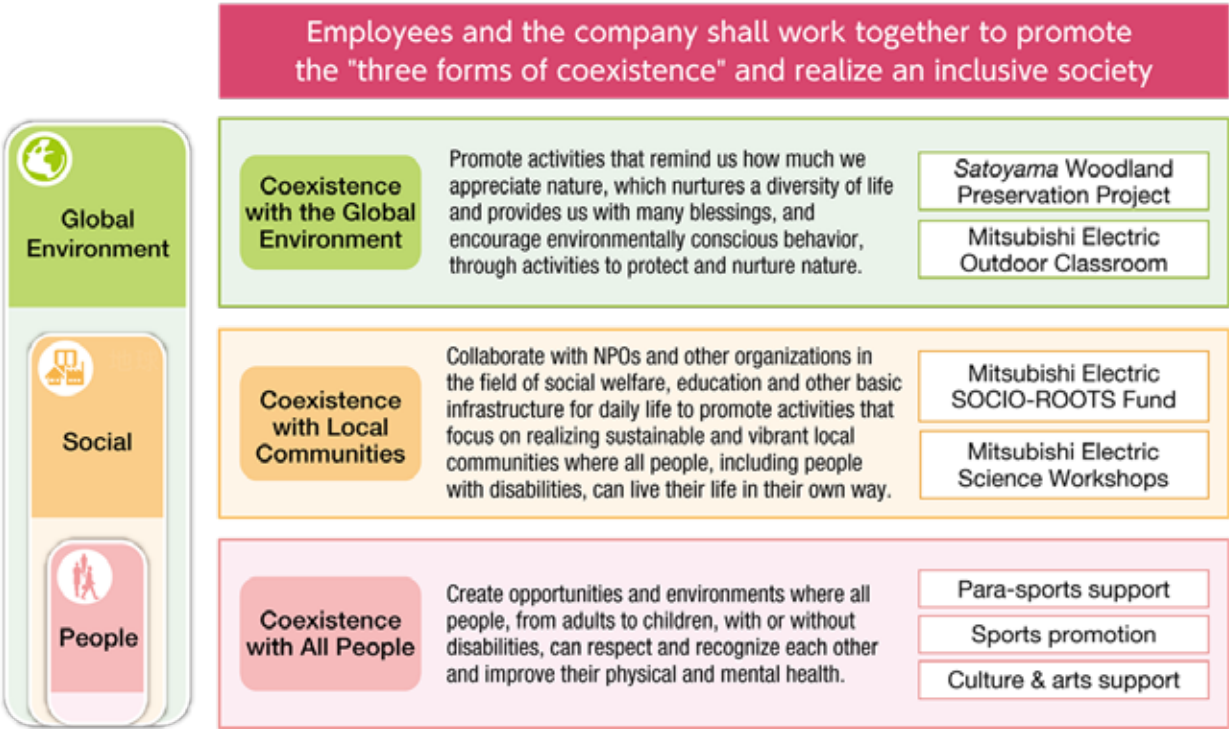 Employees and the company shall work together to promote
the "three forms of coexistence" and realize an inclusive society
Global
Environment
Coexistence
with the Global
Environment
Promote activities that remind us how much we
appreciate nature, which nurtures a diversity of life
and provides us with many blessings, and
encourage environmentally conscious behavior,
through activities to protect and nurture nature.
Satoyama Woodland
Preservation Project
Mitsubishi Electric
Outdoor Classroom
Social
Coexistence
with Local
Communities
Collaborate with NPOs and other organizations in
the field of social welfare, education and other basic
infrastructure for daily life to promote activities that
focus on realizing sustainable and vibrant local
communities where all people, including people
with disabilities, can live their life in their own way.
Mitsubishi Electric
SOCIO-ROOTS Fund
Mitsubishi Electric
Science Workshops
People
Coexistence
with All People
Create opportunities and environments where all
people, from adults to children, with or without
disabilities, can respect and recognize each other
and improve their physical and mental health.
Para-sports support
Sports promotion
Culture & arts support